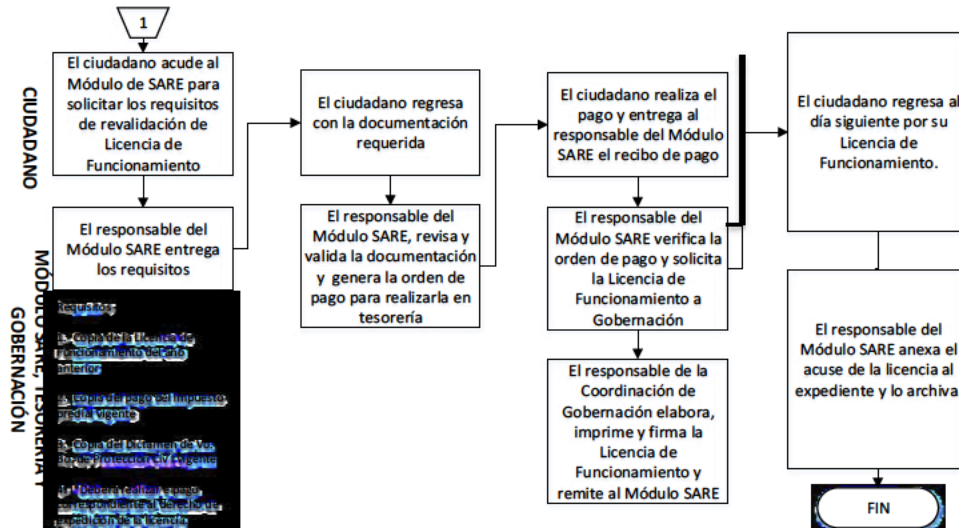 1
El ciudadano acude al
Módulo de SARE para
solicitar los requisitos
de revalidación de
Licencia de
Funcionamiento
El responsable del
Módulo SARE entrega
los requisitos
Requisitos:
1.- Copia de la Licencia de
Funcionamiento del año
anterior
2.- Copia del pago del impuesto
predial vigente
3.- Copia del Dictamen de Vo.
Bo. de Protección Civil vigente
4.- Deberá realizar el pago
correspondiente al derecho de
expedición de la licencia.
El ciudadano regresa
con la documentación
requerida
El responsable del
Módulo SARE, revisa y
valida la documentación
y genera la orden de
pago para realizarla en
tesorería
El ciudadano realiza el
pago y entrega al
responsable del Módulo
SARE el recibo de pago
El responsable del
Módulo SARE verifica la
orden de pago y solicita
la Licencia de
Funcionamiento a
Gobernación
El responsable de la
Coordinación de
Gobernación elabora,
imprime y firma la
Licencia de
Funcionamiento y
remite al Módulo SARE
El ciudadano regresa al
día siguiente por su
Licencia de
Funcionamiento.
El responsable del
Módulo SARE anexa el
acuse de la licencia al
expediente y lo archiva
FIN
CIUDADANO
MÓDULO SARE, TESORERÍA Y
GOBERNACIÓN